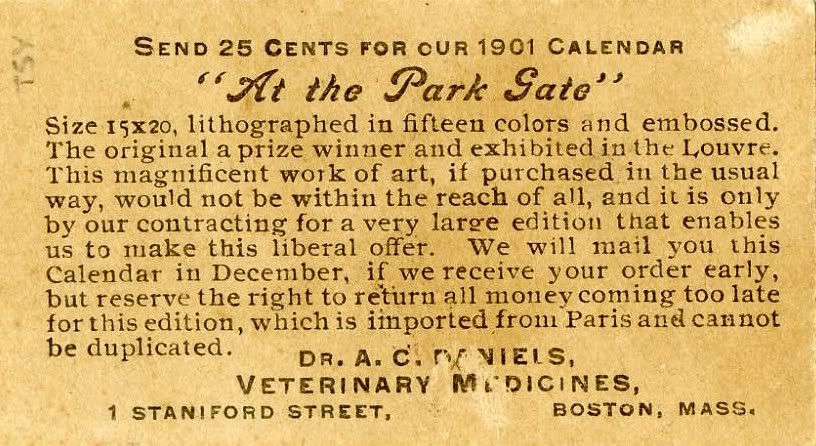 SEND 25 CENTS FOR OUR 1901 CALENDAR
"At the Park Gate"
Size 15x20, lithographed in fifteen colors and embossed.
The original a prize winner and exhibited in the Louvre.
This magnificent work of art, if purchased in the usual
way, would not be within the reach of all, and it is only
by our contracting for a very large edition that enables
us to make this liberal offer. We will mail you this
Calendar in December, if we receive your order early,
but reserve the right to return all money coming too late
for this edition, which is imported from Paris and cannot
be duplicated.
DR. A. C. DANIELS,
VETERINARY MEDICINES,
1 STANIFORD STREET, BOSTON, MASS.